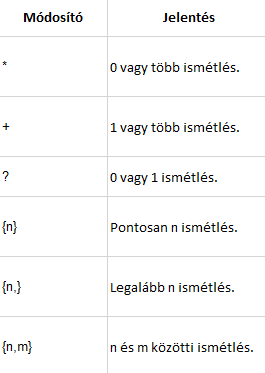 Módosító Jelentés
* 0 vagy több ismétlés.
+ 1 vagy több ismétlés.
? 0 vagy 1 ismétlés.
{n} Pontosan n ismétlés.
{n,} Legalább n ismétlés.
{n,m} n és m közötti ismétlés.